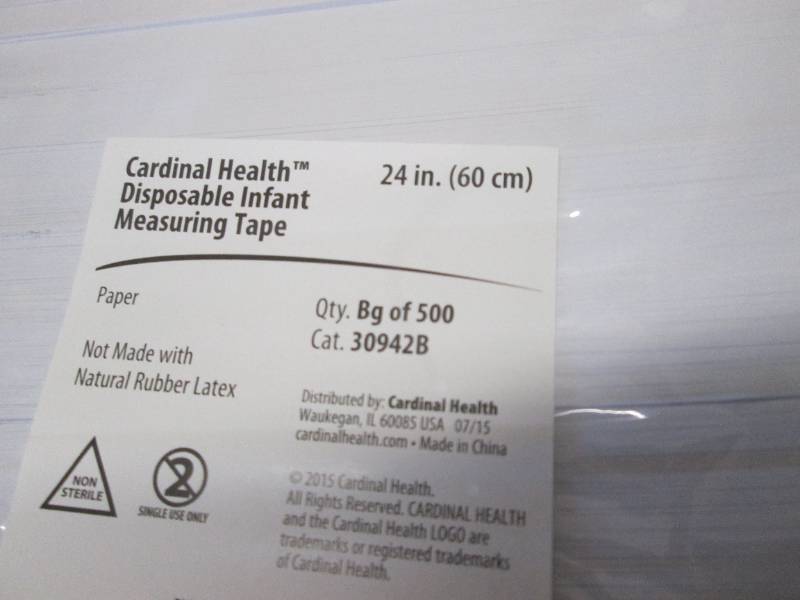 Cardinal Health™
Disposable Infant
Measuring Tape
24 in. (60 cm)
Paper
Qty. Bg of 500
Cat. 30942B
Not Made with
Natural Rubber Latex
Distributed by: Cardinal Health
Waukegan, IL 60085 USA 07/15
cardinalhealth.com • Made in China
NON
STERILE
2
SINGLE USE ONLY
© 2015 Cardinal Health.
All Rights Reserved. CARDINAL HEALTH
and the Cardinal Health LOGO are
trademarks or registered trademarks
of Cardinal Health.